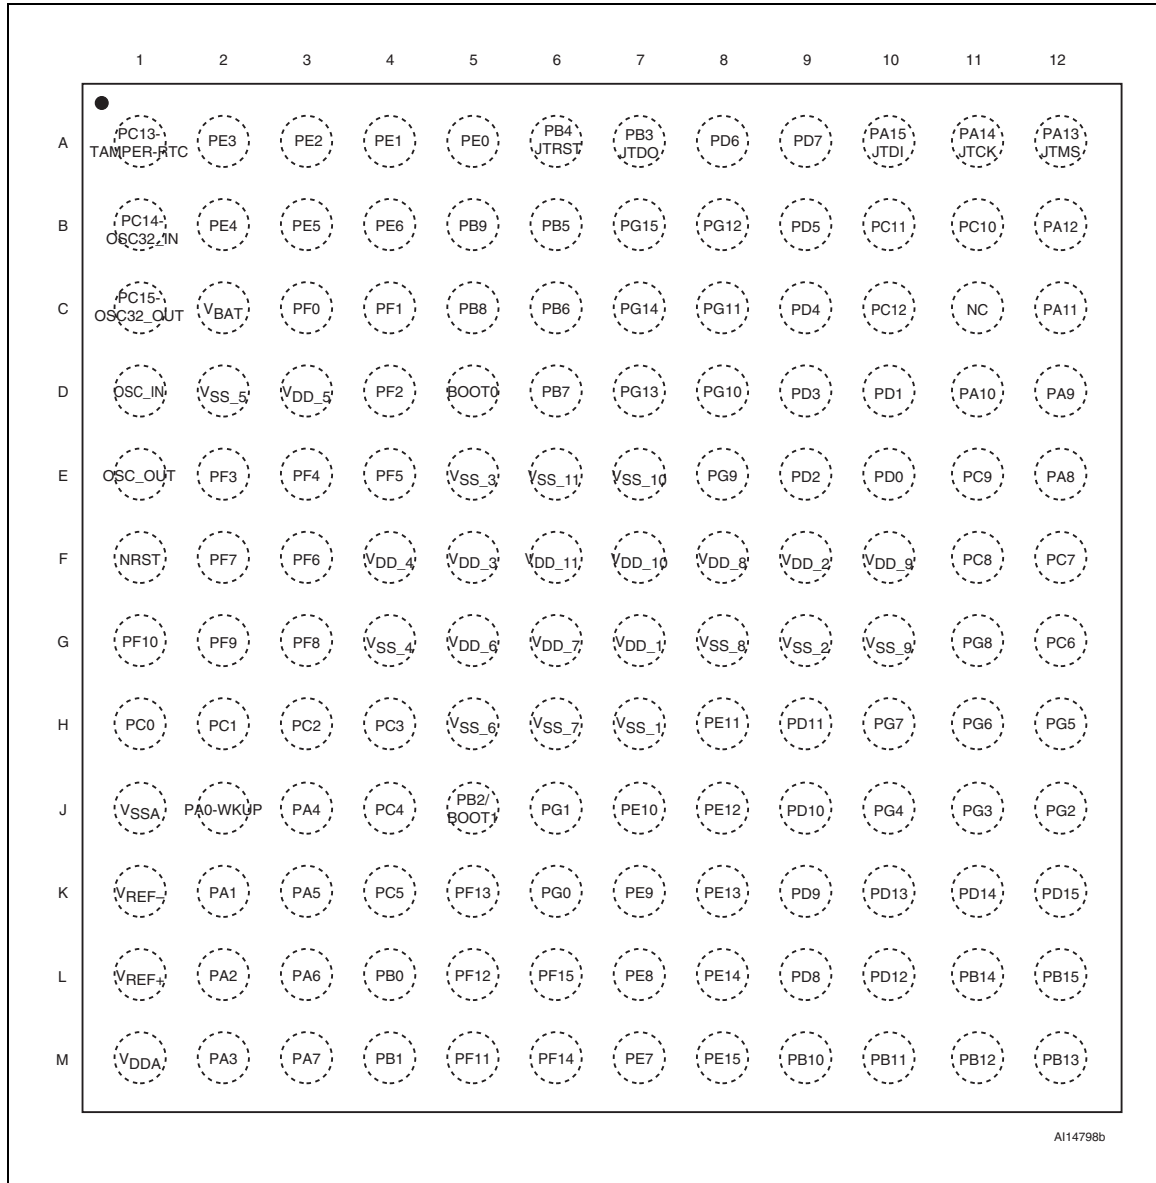 1 2 3 4 5 6 7 8 9 10 11 12
A PC13-TAMPER-RTC PE3 PE2 PE1 PE0 PB4 JTRST PB3 JTDO PD6 PD7 PA15 JTDI PA14 JTCK PA13 JTMS
B PC14-OSC32_IN PE4 PE5 PE6 PB9 PB5 PG15 PG12 PD5 PC11 PC10 PA12
C PC15-OSC32_OUT VBAT PF0 PF1 PB8 PB6 PG14 PG11 PD4 PC12 NC PA11
D OSC_IN VSS_5 VDD_5 PF2 BOOT0 PB7 PG13 PG10 PD3 PD1 PA10 PA9
E OSC_OUT PF3 PF4 PF5 VSS_3 VSS_11 VSS_10 PG9 PD2 PD0 PC9 PA8
F NRST PF7 PF6 VDD_4 VDD_3 VDD_11 VDD_10 VDD_8 VDD_2 VDD_9 PC8 PC7
G PF10 PF9 PF8 VSS_4 VDD_6 VDD_7 VDD_1 VSS_8 VSS_2 VSS_9 PG8 PC6
H PC0 PC1 PC2 PC3 VSS_6 VSS_7 VSS_1 PE11 PD11 PG7 PG6 PG5
J VSSA PA0-WKUP PA4 PC4 PB2/BOOT1 PG1 PE10 PE12 PD10 PG4 PG3 PG2
K VREF– PA1 PA5 PC5 PF13 PG0 PE9 PE13 PD9 PD13 PD14 PD15
L VREF+ PA2 PA6 PB0 PF12 PF15 PE8 PE14 PD8 PD12 PB14 PB15
M VDDA PA3 PA7 PB1 PF11 PF14 PE7 PE15 PB10 PB11 PB12 PB13
AI14798b